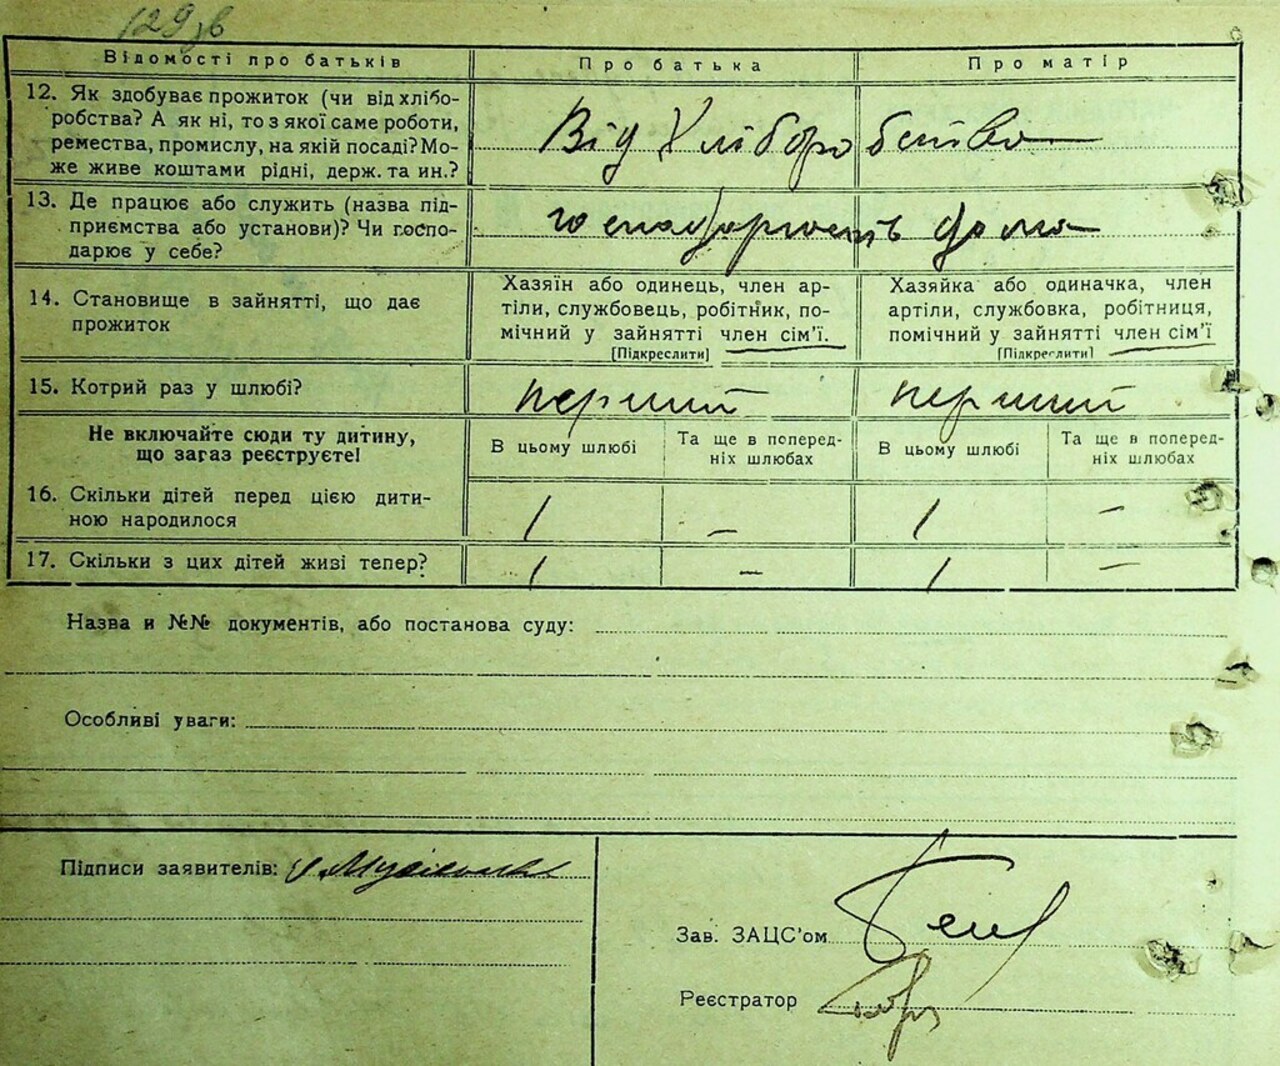 129 зв
Відомості про батьків
Про батька
Про матір
12. Як здобуває прожиток (чи від хлібо-
робства? А як ні, то з якої саме роботи,
ремества, промислу, на якій посаді? Мо-
же живе коштами рідні, держ. та ин.?
Від Хліборобства
13. Де працює або служить (назва під-
приємства або установи)? Чи госпо-
дарює у себе?
дома
14. Становище в зайнятті, що дає
прожиток
Хазяїн або одинець, член ар-
тіли, службовець, робітник, по-
мічний у зайнятті член сім'ї.
[Підкреслити]
Хазяйка або одиначка, член
артіли, службовка, робітниця,
помічний у зайнятті член сім'ї
[Підкреслити]
15. Котрий раз у шлюбі?
перший
перший
Не включайте сюди ту дитину,
що загаз реєструєте!
В цьому шлюбі
Та ще в поперед-
ніх шлюбах
В цьому шлюбі
Та ще в поперед-
ніх шлюбах
16. Скільки дітей перед цією дити-
ною народилося
1
–
1
–
17. Скільки з цих дітей живі тепер?
1
–
1
–
Назва и №№ документів, або постанова суду:
Особливі уваги:
Підписи заявителів:
Зав. ЗАЦС'ом
Реєстратор